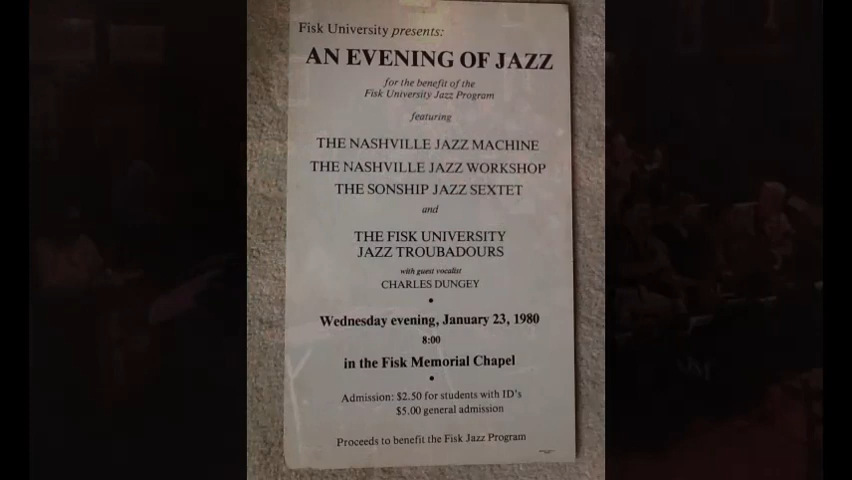 Fisk University presents:
AN EVENING OF JAZZ
for the benefit of the
Fisk University Jazz Program
featuring
THE NASHVILLE JAZZ MACHINE
THE NASHVILLE JAZZ WORKSHOP
THE SONSHIP JAZZ SEXTET
and
THE FISK UNIVERSITY
JAZZ TROUBADOURS
with guest vocalist
CHARLES DUNGEY
•
Wednesday evening, January 23, 1980
8:00
in the Fisk Memorial Chapel
•
Admission: $2.50 for students with ID's
$5.00 general admission
Proceeds to benefit the Fisk Jazz Program